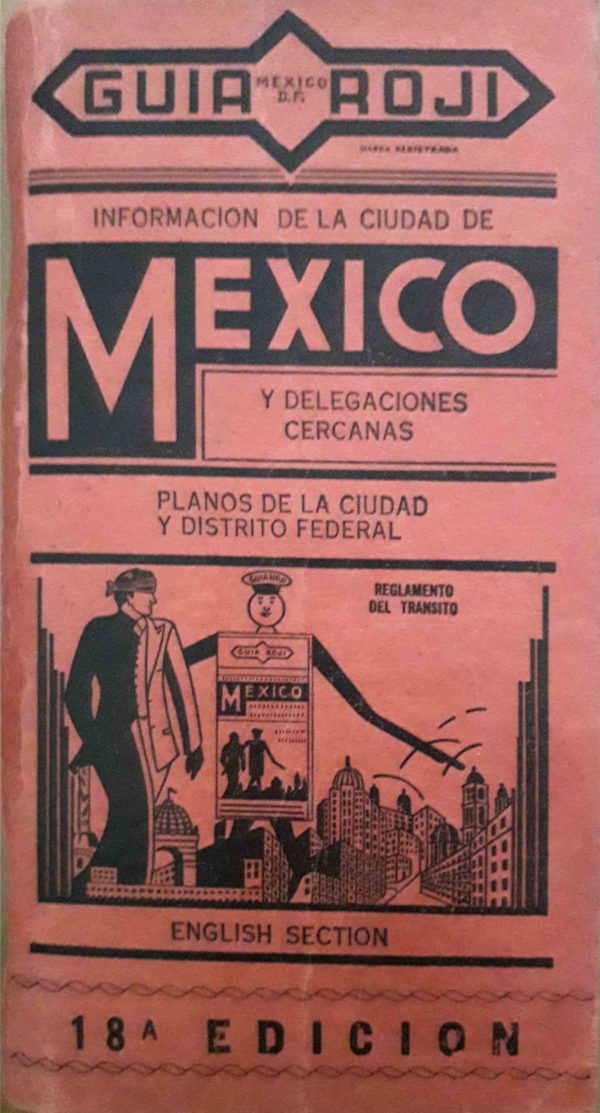 GUIA MEXICO D.F. ROJI
MARCA REGISTRADA
INFORMACION DE LA CIUDAD DE
MEXICO
Y DELEGACIONES
CERCANAS
PLANOS DE LA CIUDAD
Y DISTRITO FEDERAL
GUIA ROJI
REGLAMENTO
DEL TRANSITO
GUIA ROJI
MEXICO
ENGLISH SECTION
18A EDICION